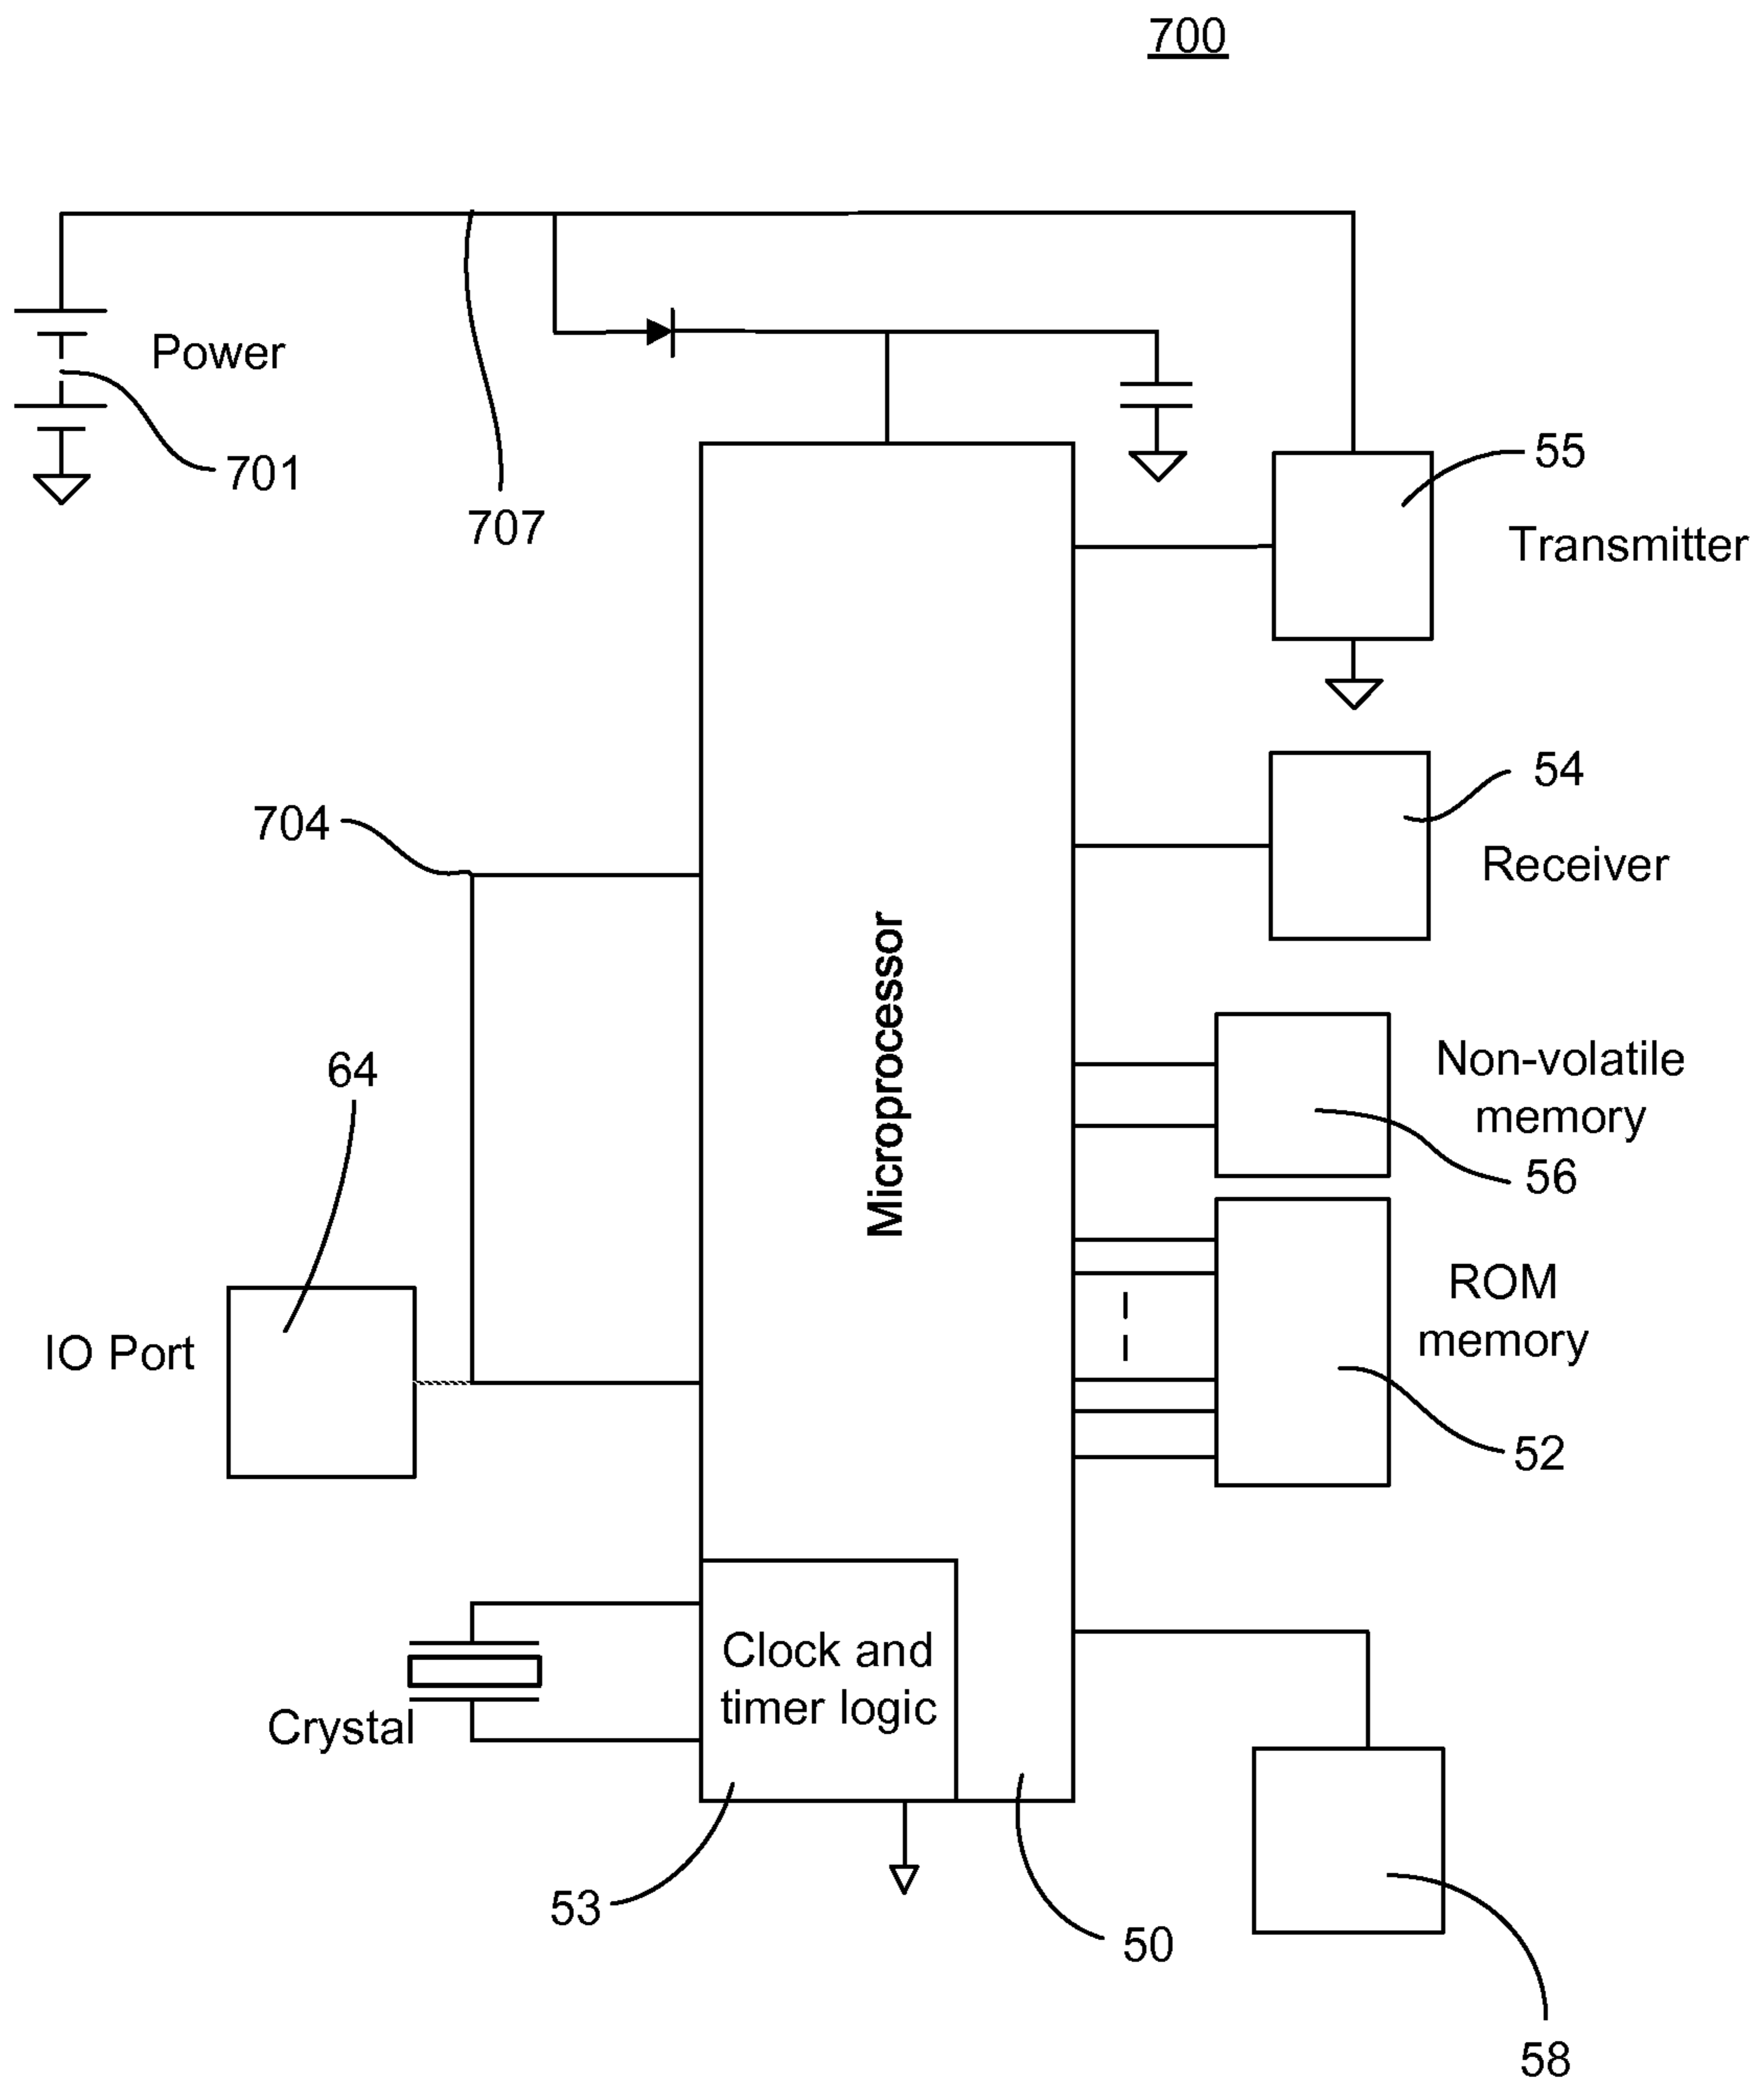 700
Power
701
707
55
Transmitter
54
Receiver
704
Microprocessor
64
Non-volatile
memory
56
IO Port
ROM
memory
52
Crystal
Clock and
timer logic
53
50
58